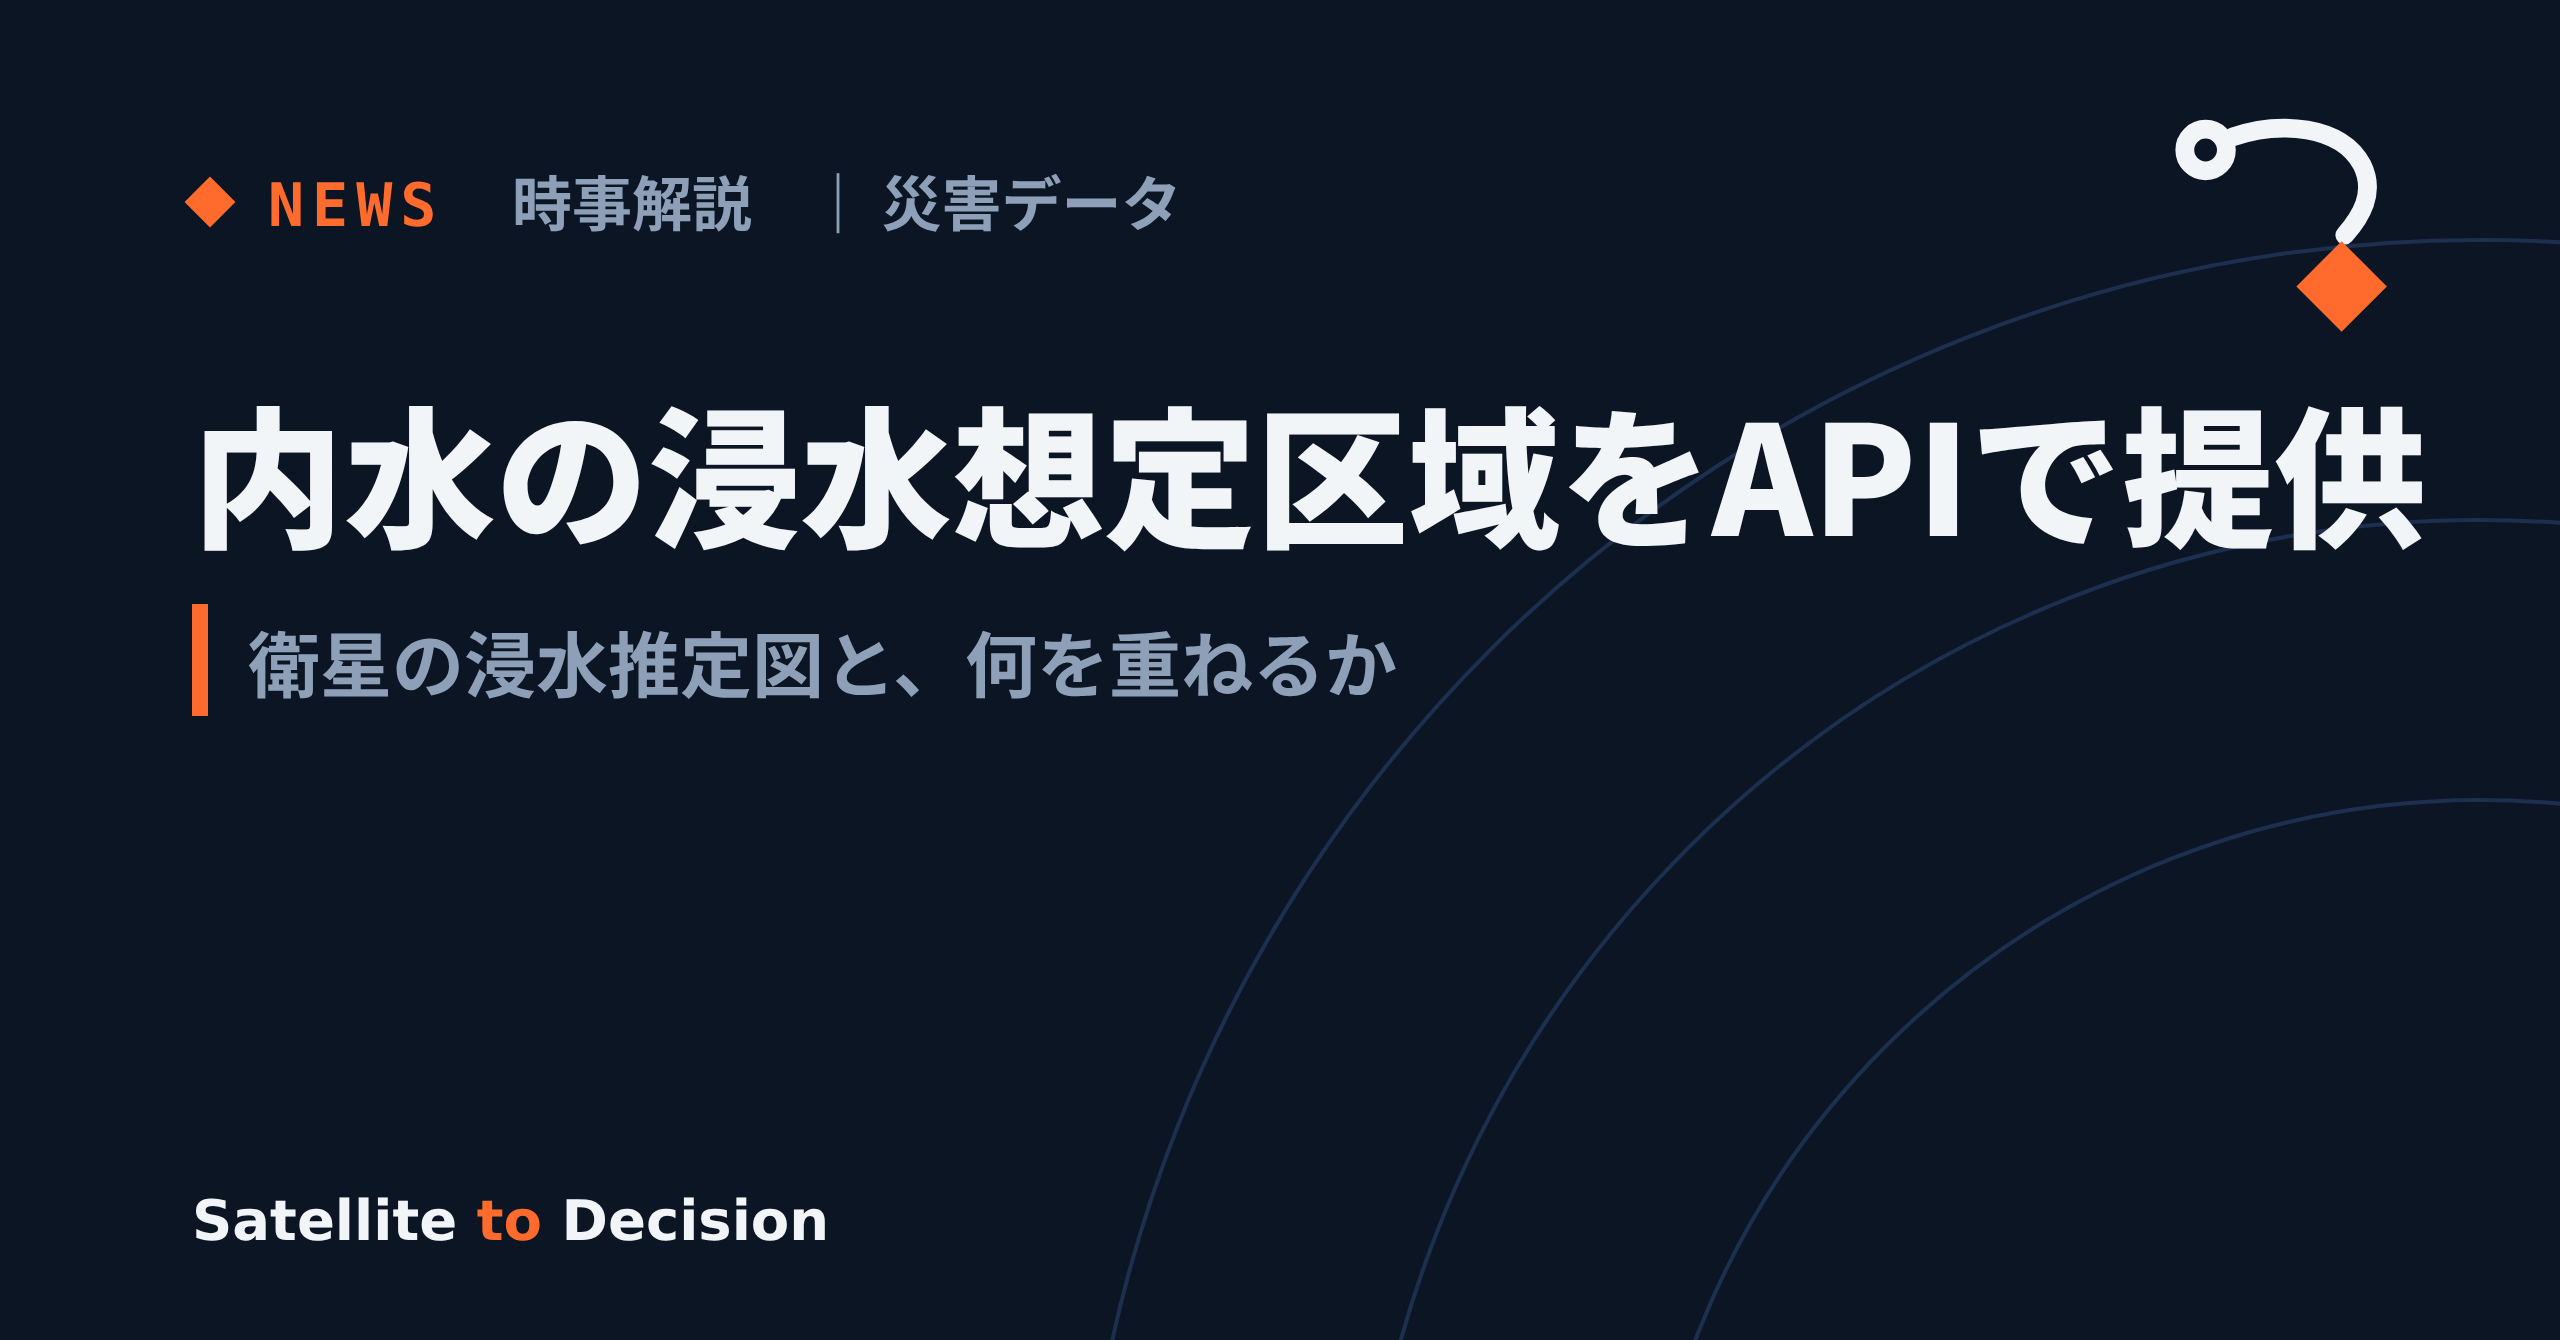 NEWS 時事解説 | 災害データ
内水の浸水想定区域をAPIで提供
衛星の浸水推定図と、何を重ねるか
Satellite to Decision